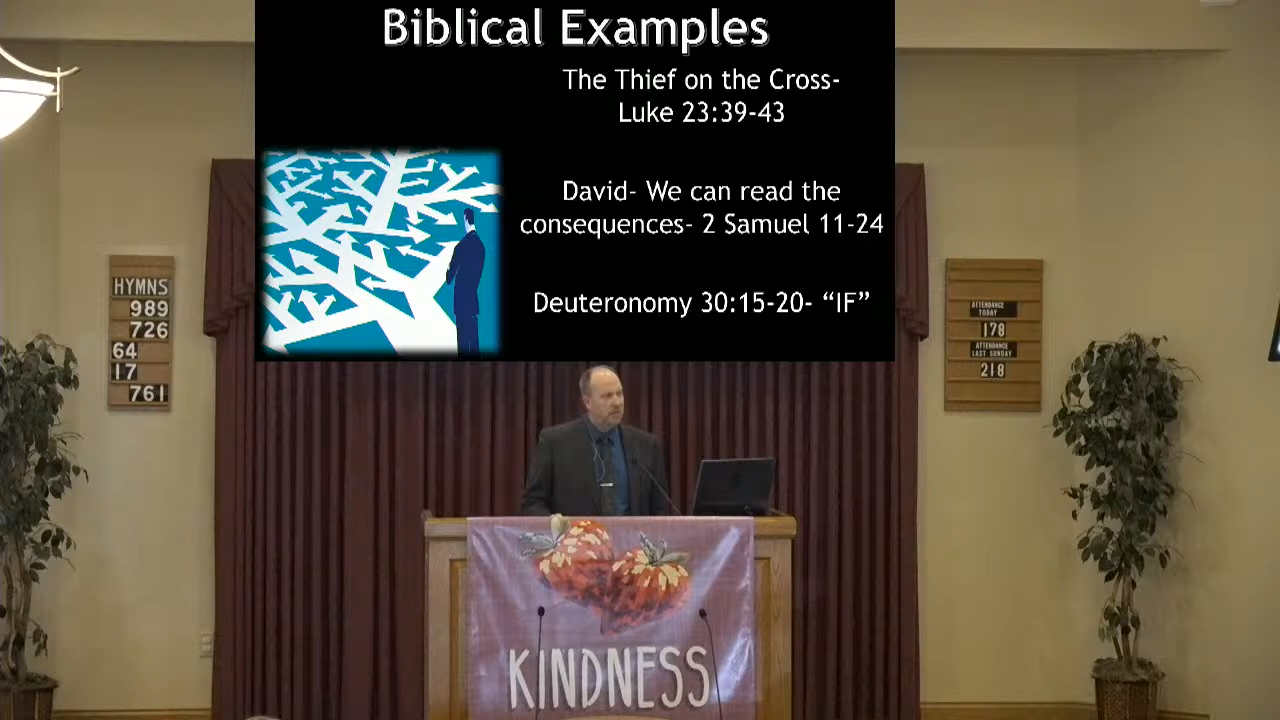 Biblical Examples
The Thief on the Cross-
Luke 23:39-43
David- We can read the
consequences- 2 Samuel 11-24
Deuteronomy 30:15-20- “IF”
HYMNS
989
726
64
17
761
ATTENDANCE
TODAY
178
ATTENDANCE
LAST SUNDAY
218
KINDNESS